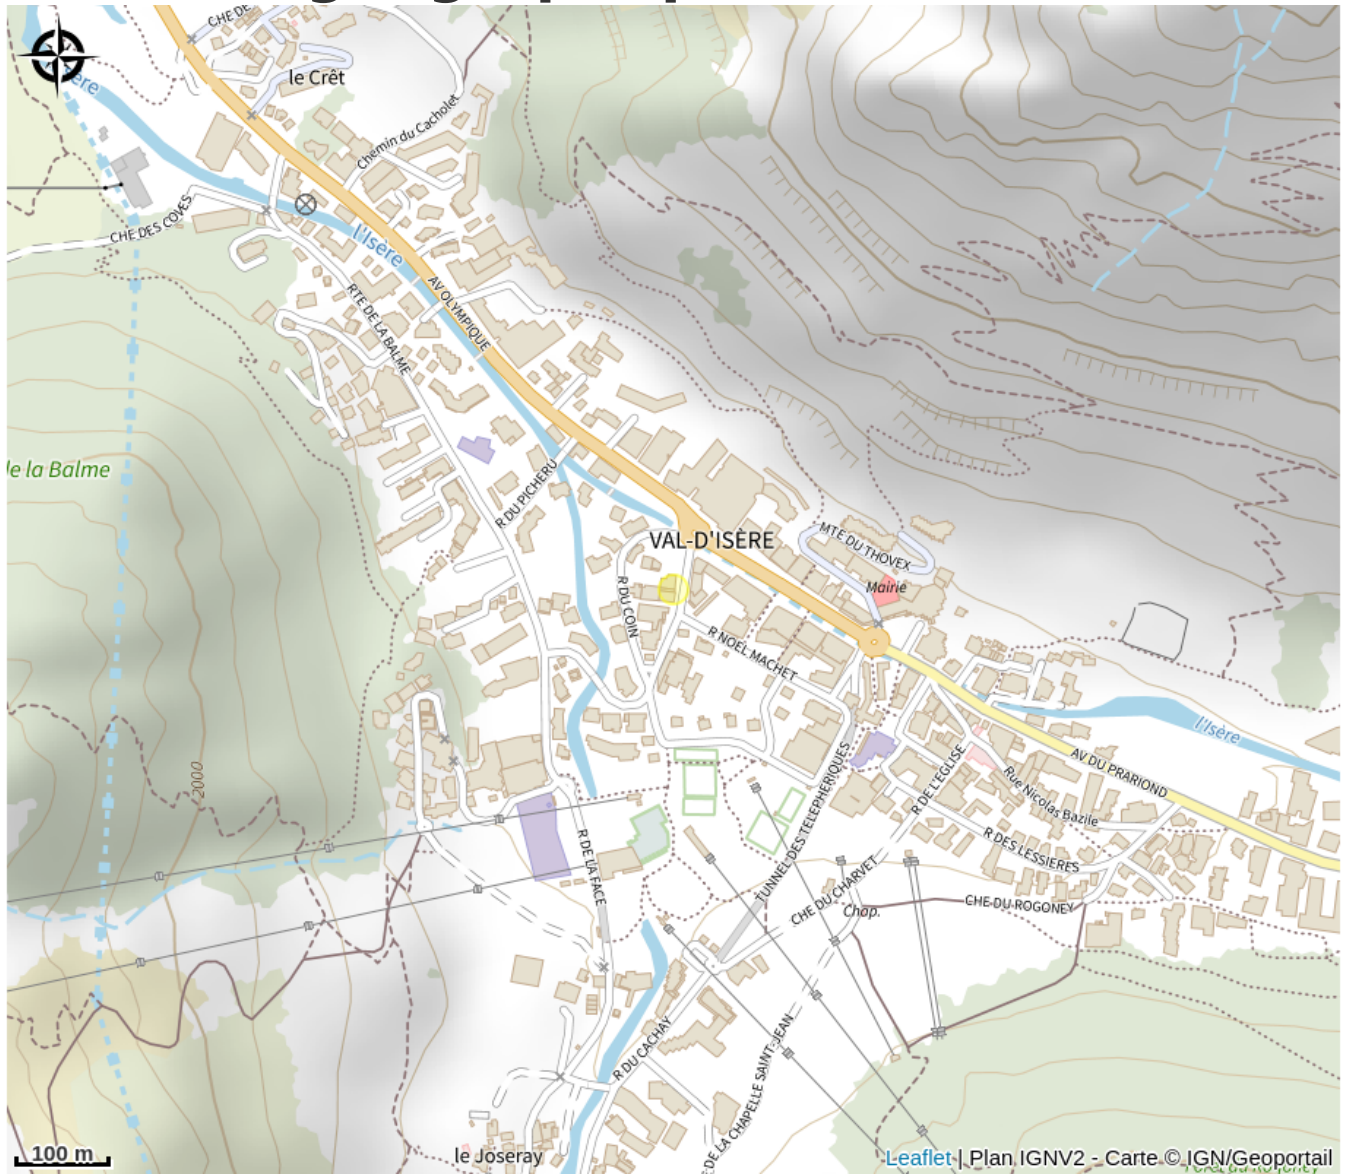 CHE DE
le Crêt
Isère
Chemin du Cacholet
CHE DES COVES
l'Isère
AV OLYMPIQUE
RTE DE LA BALME
de la Balme
R DU PICHERU
VAL-D'ISÈRE
MTE DU THOVEX
Mairie
R DU COIN
R NOËL MACHET
l'Isère
AV DU PRARIOND
2000
R DE L'EGLISE
Rue Nicolas Bazile
TUNNEL DES TELEPHERIQUES
R DES LESSIERES
R DE LA FACE
CHE DU CHARVET
Chap.
CHE DU ROGONEY
R DU CACHAY
E DE LA CHAPELLE SAINT-JEAN
le Joseray
100 m
Leaflet | Plan IGNV2 - Carte © IGN/Geoportail